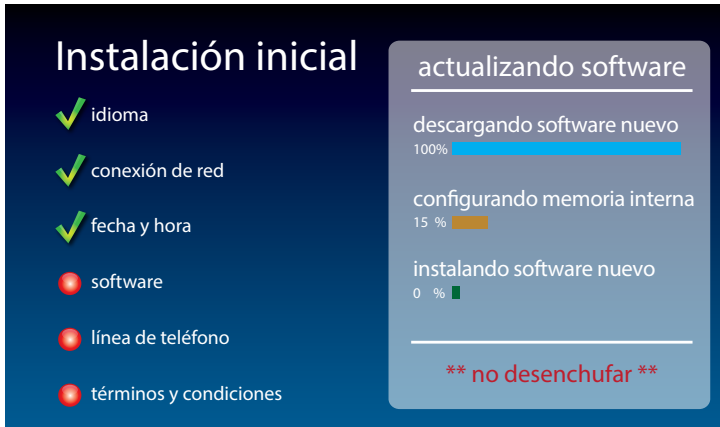 Instalación inicial
idioma
conexión de red
fecha y hora
software
línea de teléfono
términos y condiciones
actualizando software
descargando software nuevo
100%
configurando memoria interna
15 %
instalando software nuevo
0 %
** no desenchufar **